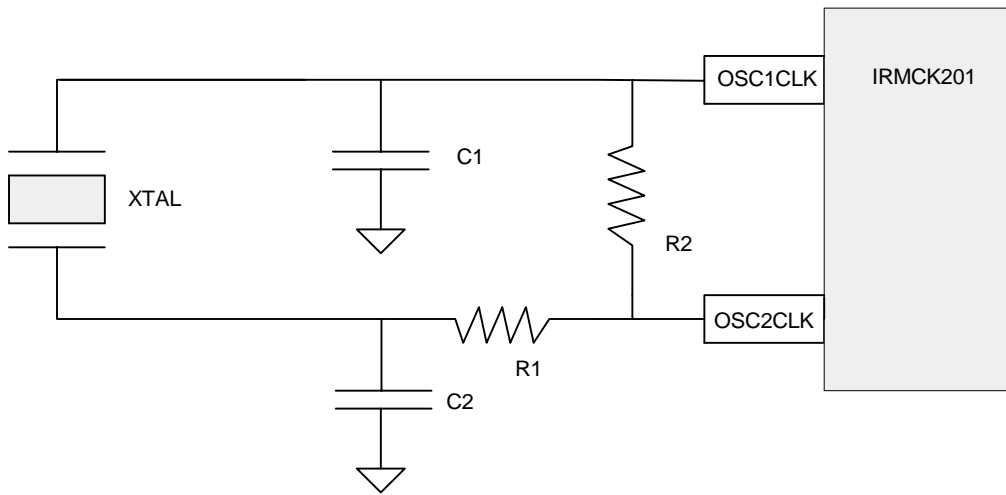 OSC1CLK
IRMCK201
C1
XTAL
R2
OSC2CLK
R1
C2